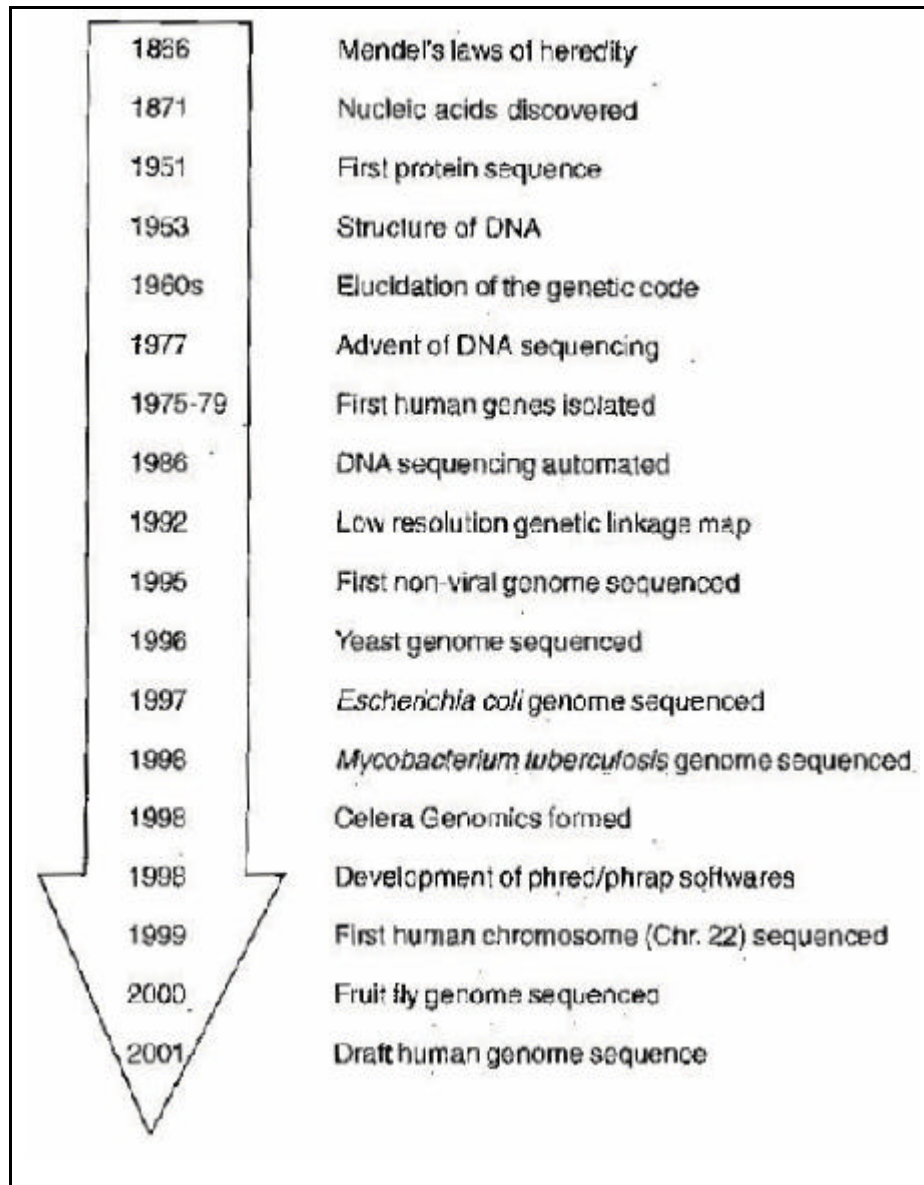 1866 Mendel's laws of heredity
1871 Nucleic acids discovered
1951 First protein sequence
1953 Structure of DNA
1960s Elucidation of the genetic code
1977 Advent of DNA sequencing
1975-79 First human genes isolated
1986 DNA sequencing automated
1992 Low resolution genetic linkage map
1995 First non-viral genome sequenced
1996 Yeast genome sequenced
1997 Escherichia coli genome sequenced
1998 Mycobacterium tuberculosis genome sequenced
1998 Celera Genomics formed
1998 Development of phred/phrap softwares
1999 First human chromosome (Chr. 22) sequenced
2000 Fruit fly genome sequenced
2001 Draft human genome sequence